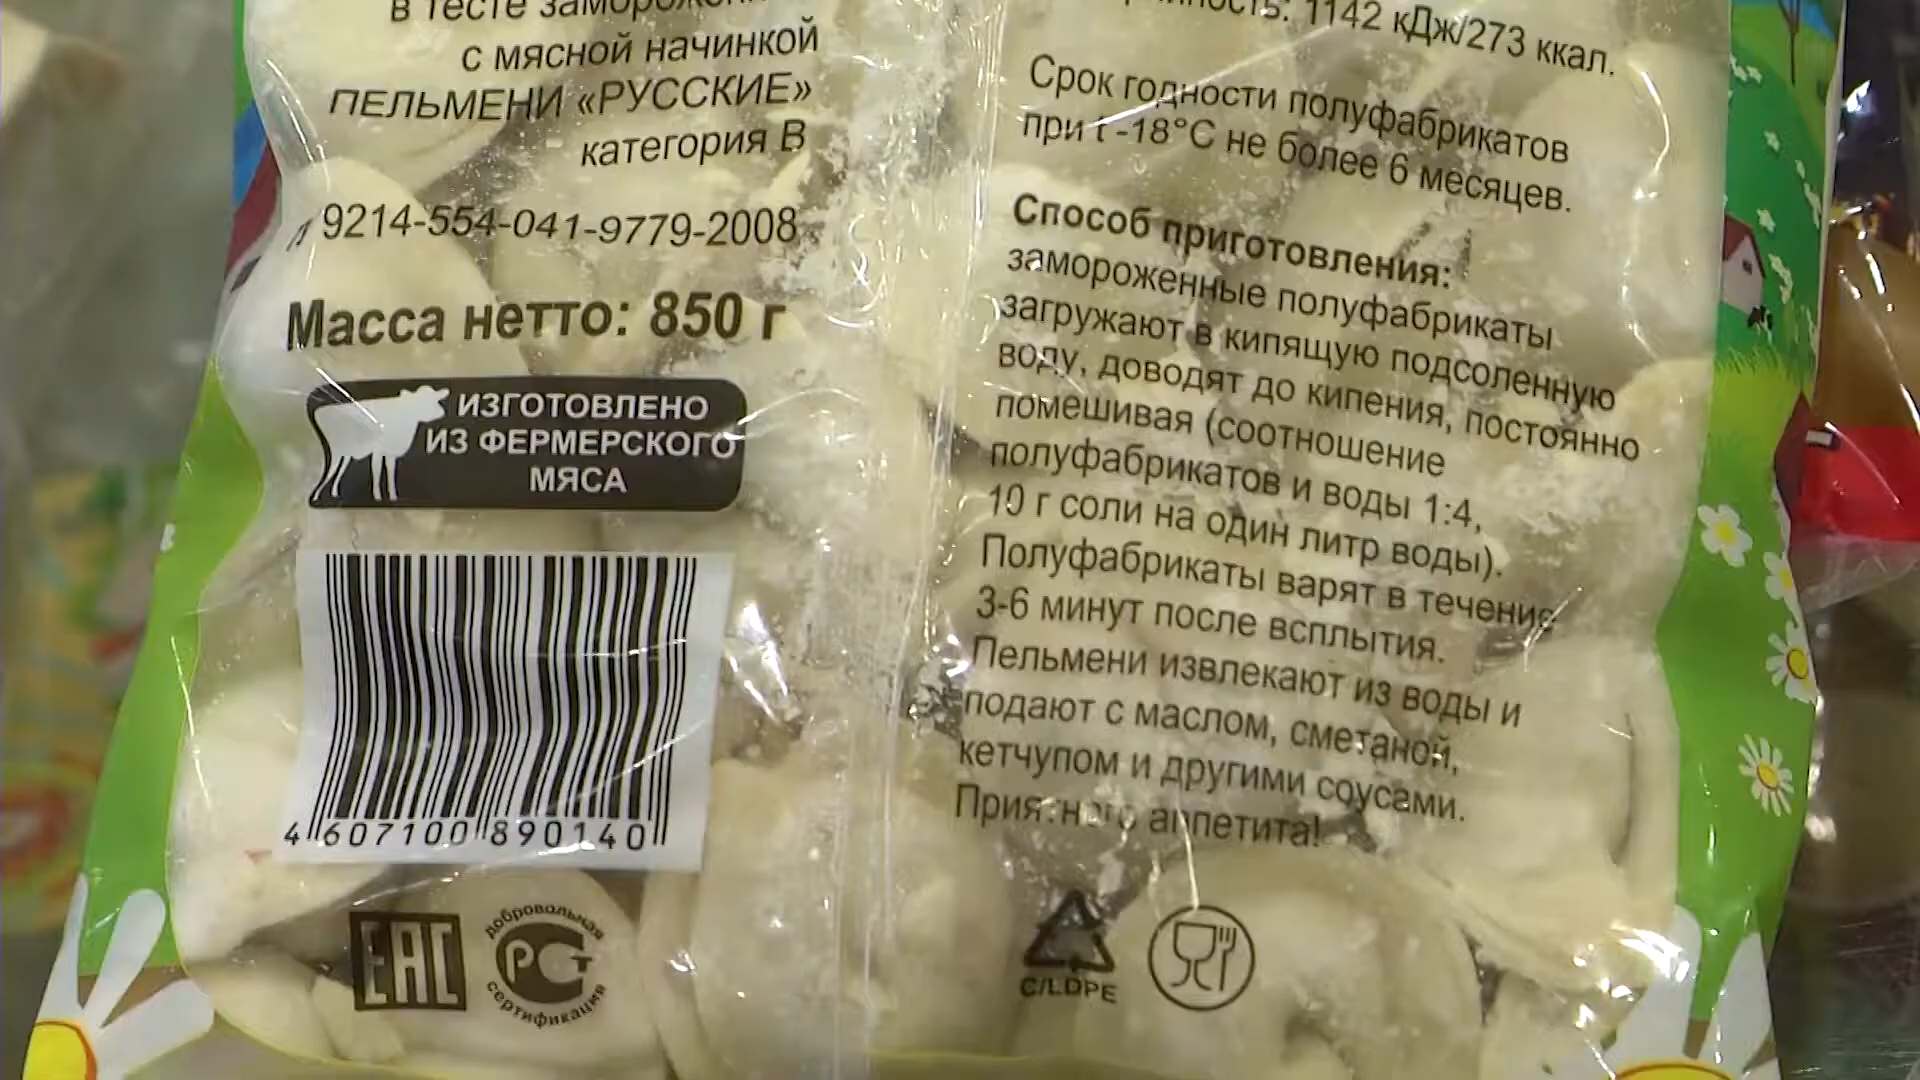 в тесте
с мясной начинкой
ПЕЛЬМЕНИ «РУССКИЕ»
категория В
9214-554-041-9779-2008
Масса нетто: 850 г
ИЗГОТОВЛЕНО
ИЗ ФЕРМЕРСКОГО
МЯСА
4 607100 890140
ЕАС
добровольная
РСТ
сертификация
1142 кДж/273 ккал.
Срок годности полуфабрикатов
при t -18°С не более 6 месяцев.
Способ приготовления:
замороженные полуфабрикаты
загружают в кипящую подсоленную
воду, доводят до кипения, постоянно
помешивая (соотношение
полуфабрикатов и воды 1:4,
10 г соли на один литр воды).
Полуфабрикаты варят в течение
3-6 минут после всплытия.
Пельмени извлекают из воды и
подают с маслом, сметаной,
кетчупом и другими соусами.
Приятного аппетита!
C/LDPE